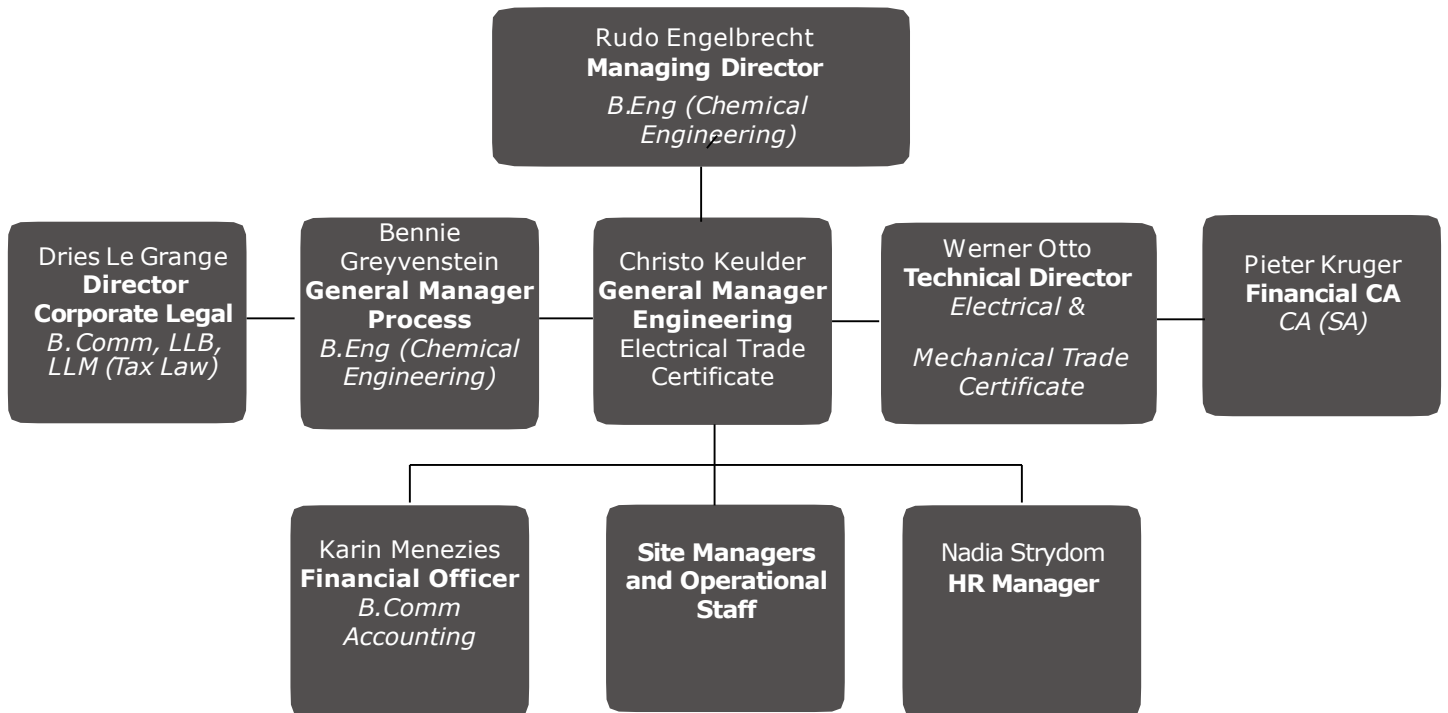 Rudo Engelbrecht
Managing Director
B.Eng (Chemical
Engineering)
Dries Le Grange
Director
Corporate Legal
B.Comm, LLB,
LLM (Tax Law)
Bennie
Greyvenstein
General Manager
Process
B.Eng (Chemical
Engineering)
Christo Keulder
General Manager
Engineering
Electrical Trade
Certificate
Werner Otto
Technical Director
Electrical &
Mechanical Trade
Certificate
Pieter Kruger
Financial CA
CA (SA)
Karin Menezies
Financial Officer
B.Comm
Accounting
Site Managers
and Operational
Staff
Nadia Strydom
HR Manager